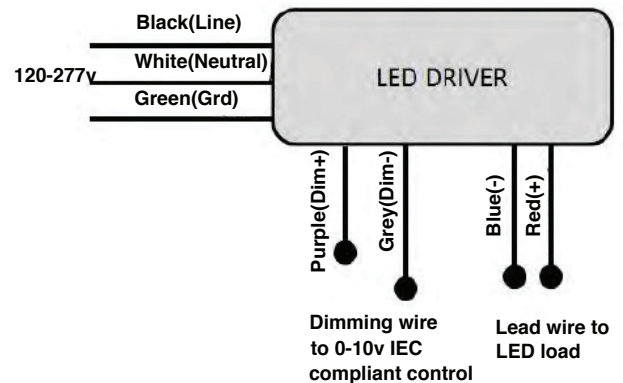 Black(Line)
White(Neutral)
120-277v
Green(Grd)
LED DRIVER
Purple(Dim+)
Grey(Dim-)
Blue(-)
Red(+)
Dimming wire
to 0-10v IEC
compliant control
Lead wire to
LED load